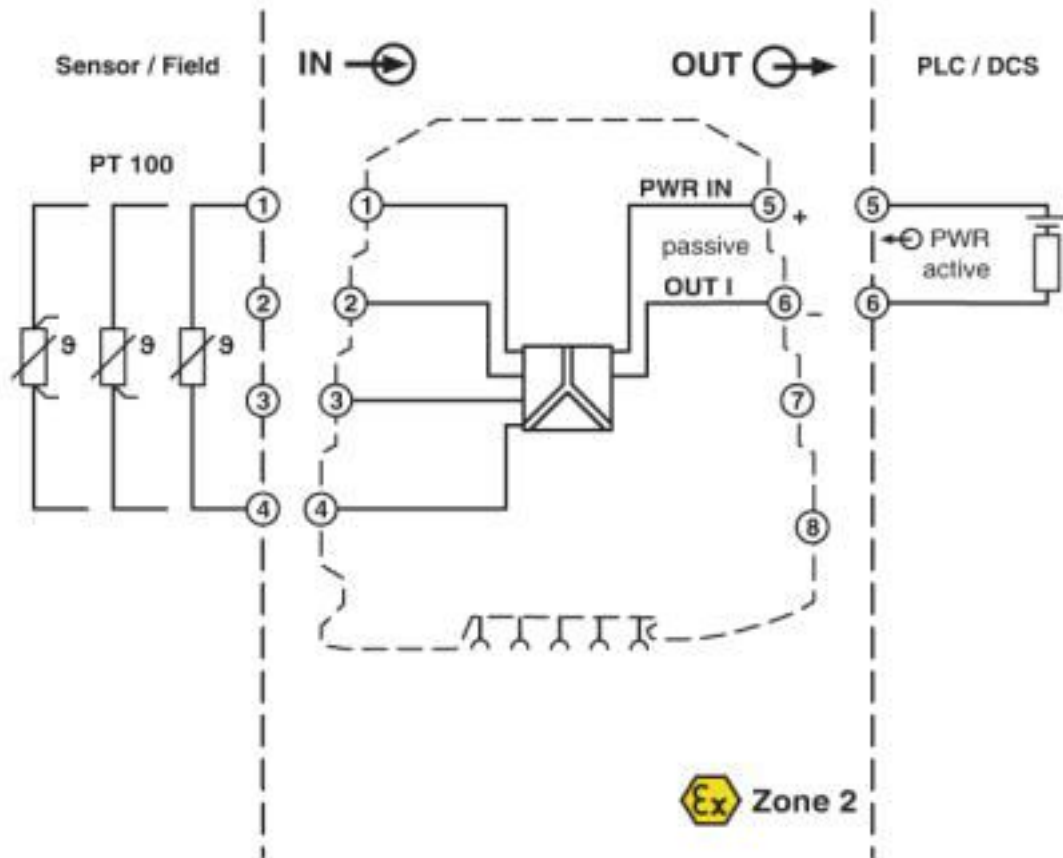 Sensor / Field
IN
OUT
PLC / DCS
PT 100
1
1
PWR IN
5
+
5
passive
PWR
active
2
2
OUT I
6
–
6
ϑ
ϑ
ϑ
3
3
7
4
4
8
Ex
Zone 2